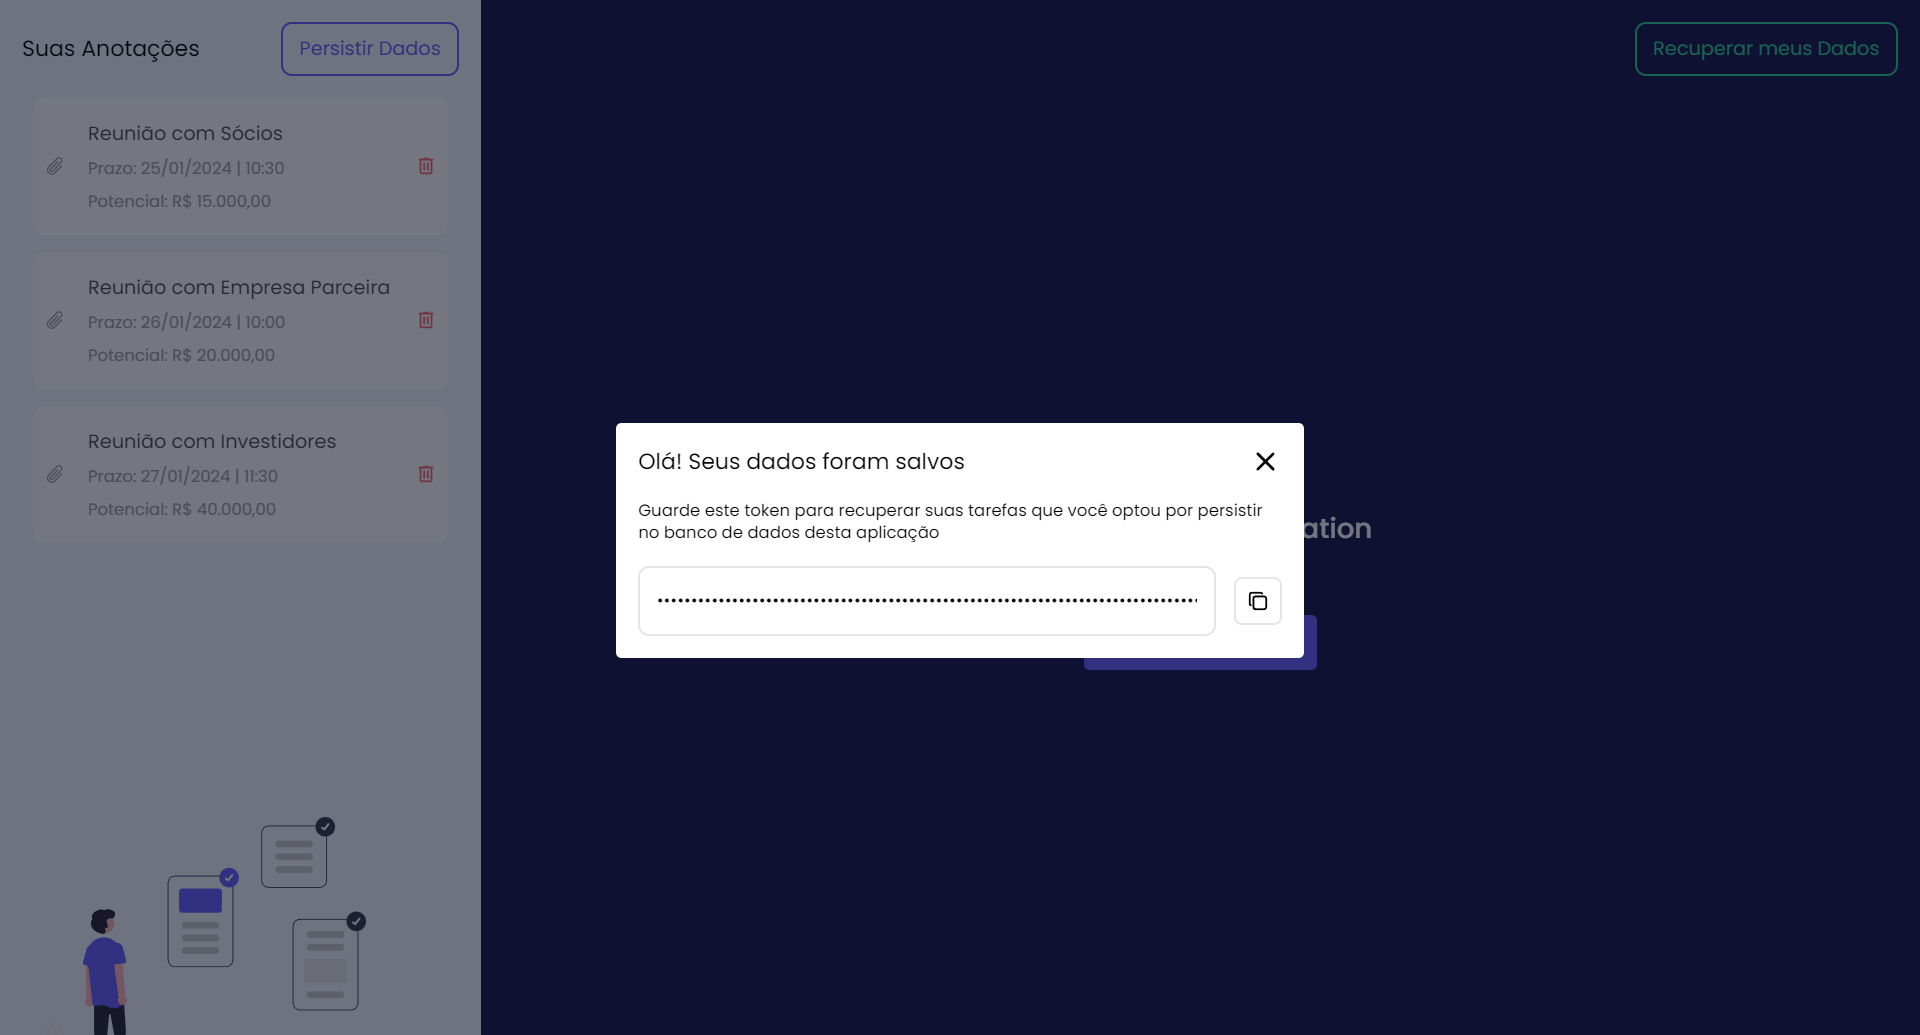 Suas Anotações
Persistir Dados
Recuperar meus Dados
Reunião com Sócios
Prazo: 25/01/2024 | 10:30
Potencial: R$ 15.000,00
Reunião com Empresa Parceira
Prazo: 26/01/2024 | 10:00
Potencial: R$ 20.000,00
Reunião com Investidores
Prazo: 27/01/2024 | 11:30
Potencial: R$ 40.000,00
Olá! Seus dados foram salvos
Guarde este token para recuperar suas tarefas que você optou por persistir
no banco de dados desta aplicação